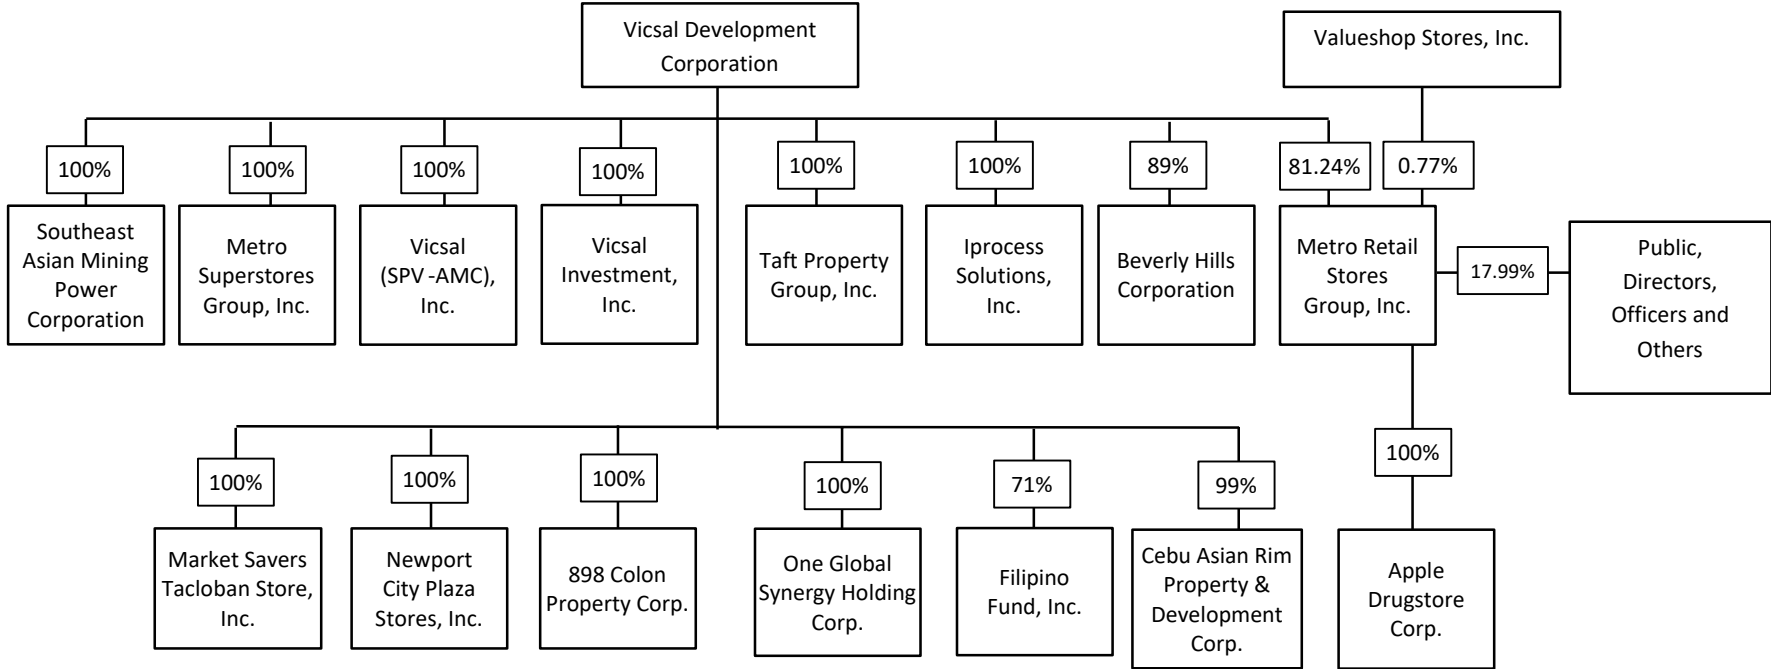 Vicsal Development
Corporation
Valueshop Stores, Inc.
100%
100%
100%
100%
100%
100%
89%
81.24%
0.77%
Southeast
Asian Mining
Power
Corporation
Metro
Superstores
Group, Inc.
Vicsal
(SPV -AMC),
Inc.
Vicsal
Investment,
Inc.
Taft Property
Group, Inc.
Iprocess
Solutions,
Inc.
Beverly Hills
Corporation
Metro Retail
Stores
Group, Inc.
17.99%
Public,
Directors,
Officers and
Others
100%
100%
100%
100%
71%
99%
100%
Market Savers
Tacloban Store,
Inc.
Newport
City Plaza
Stores, Inc.
898 Colon
Property Corp.
One Global
Synergy Holding
Corp.
Filipino
Fund, Inc.
Cebu Asian Rim
Property &
Development
Corp.
Apple
Drugstore
Corp.